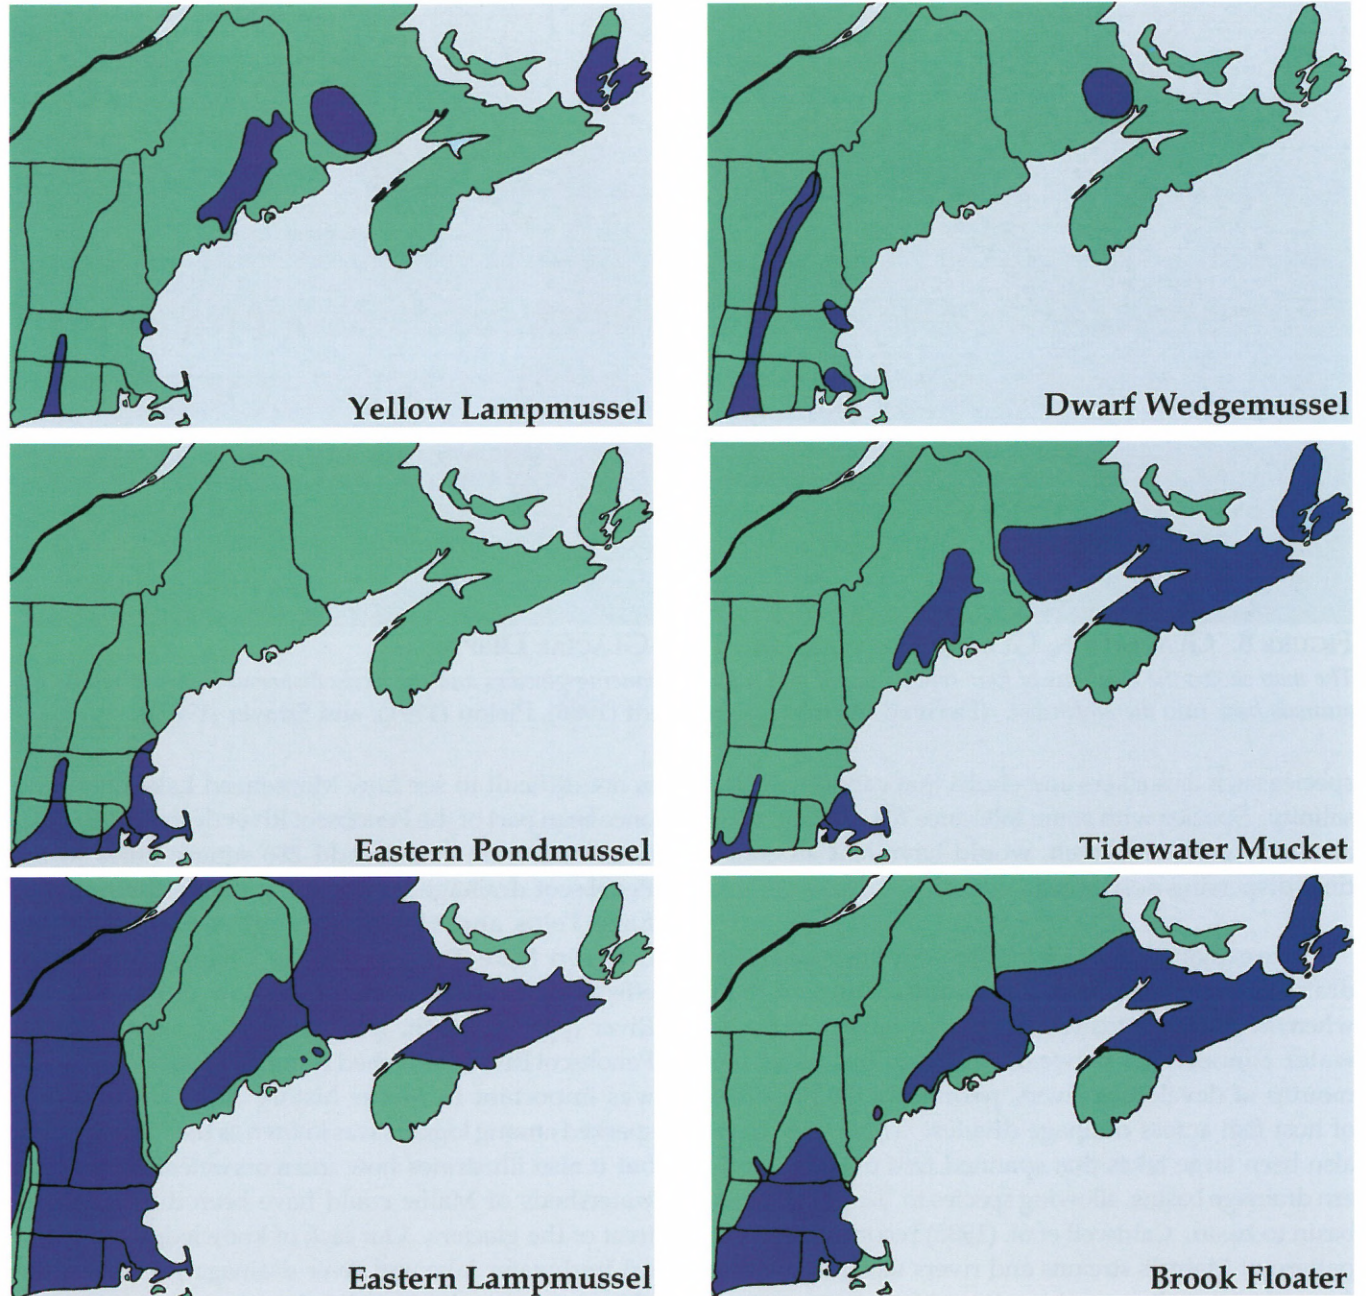 Yellow Lampmussel
Dwarf Wedgemussel
Eastern Pondmussel
Tidewater Mucket
Eastern Lampmussel
Brook Floater